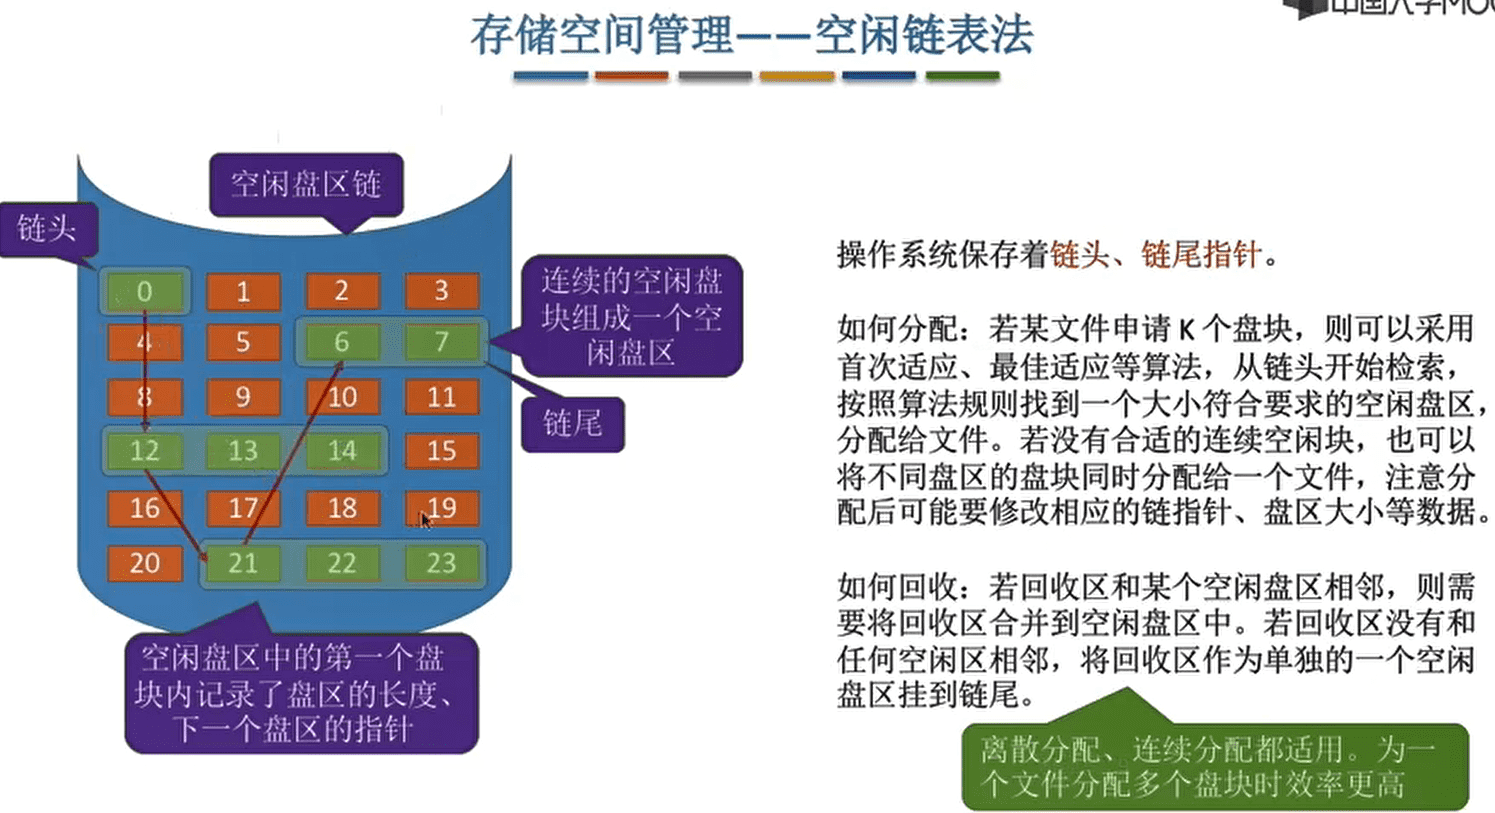 中国大学MOO
存储空间管理——空闲链表法
空闲盘区链
链头
0 1 2 3
4 5 6 7
8 9 10 11
12 13 14 15
16 17 18 19
20 21 22 23
连续的空闲盘
块组成一个空
闲盘区
链尾
空闲盘区中的第一个盘
块内记录了盘区的长度、
下一个盘区的指针
操作系统保存着链头、链尾指针。
如何分配：若某文件申请 K 个盘块，则可以采用
首次适应、最佳适应等算法，从链头开始检索，
按照算法规则找到一个大小符合要求的空闲盘区，
分配给文件。若没有合适的连续空闲块，也可以
将不同盘区的盘块同时分配给一个文件，注意分
配后可能要修改相应的链指针、盘区大小等数据。
如何回收：若回收区和某个空闲盘区相邻，则需
要将回收区合并到空闲盘区中。若回收区没有和
任何空闲区相邻，将回收区作为单独的一个空闲
盘区挂到链尾。
离散分配、连续分配都适用。为一
个文件分配多个盘块时效率更高